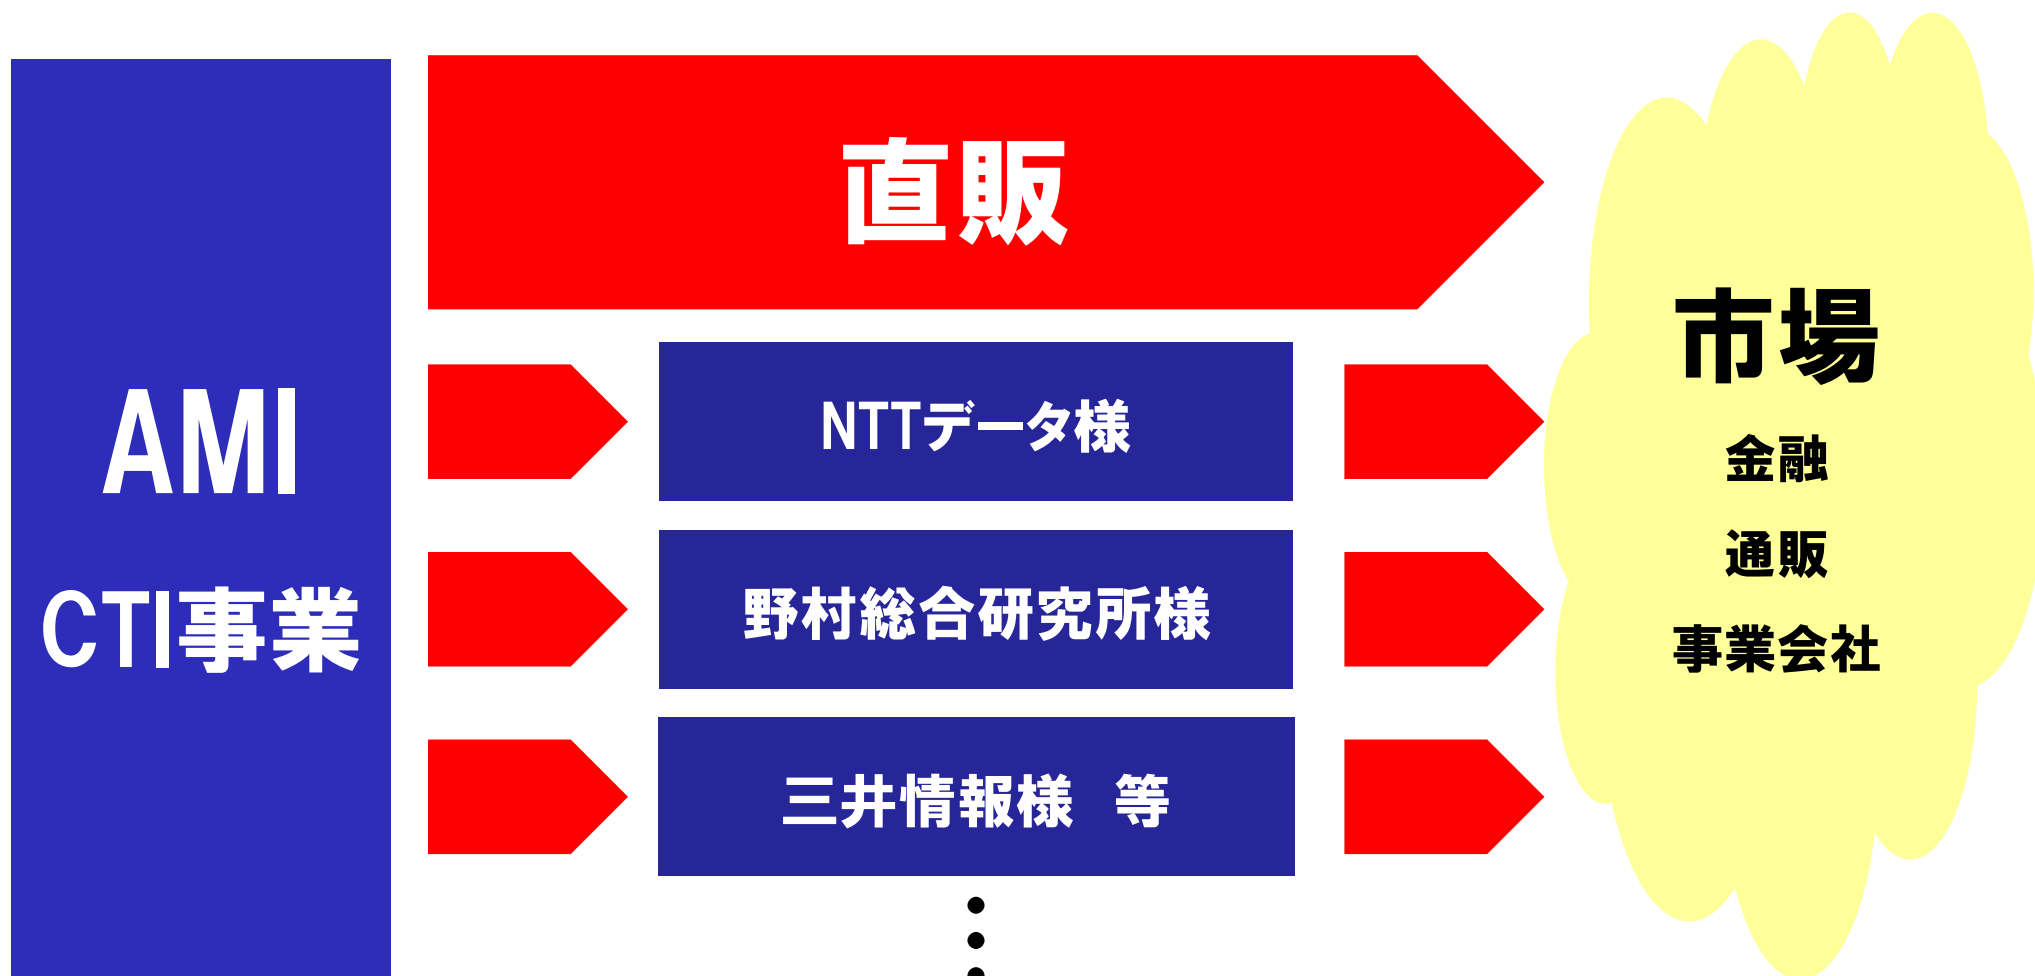 AMI
CTI事業
直販
NTTデータ様
野村総合研究所様
三井情報様 等
市場
金融
通販
事業会社